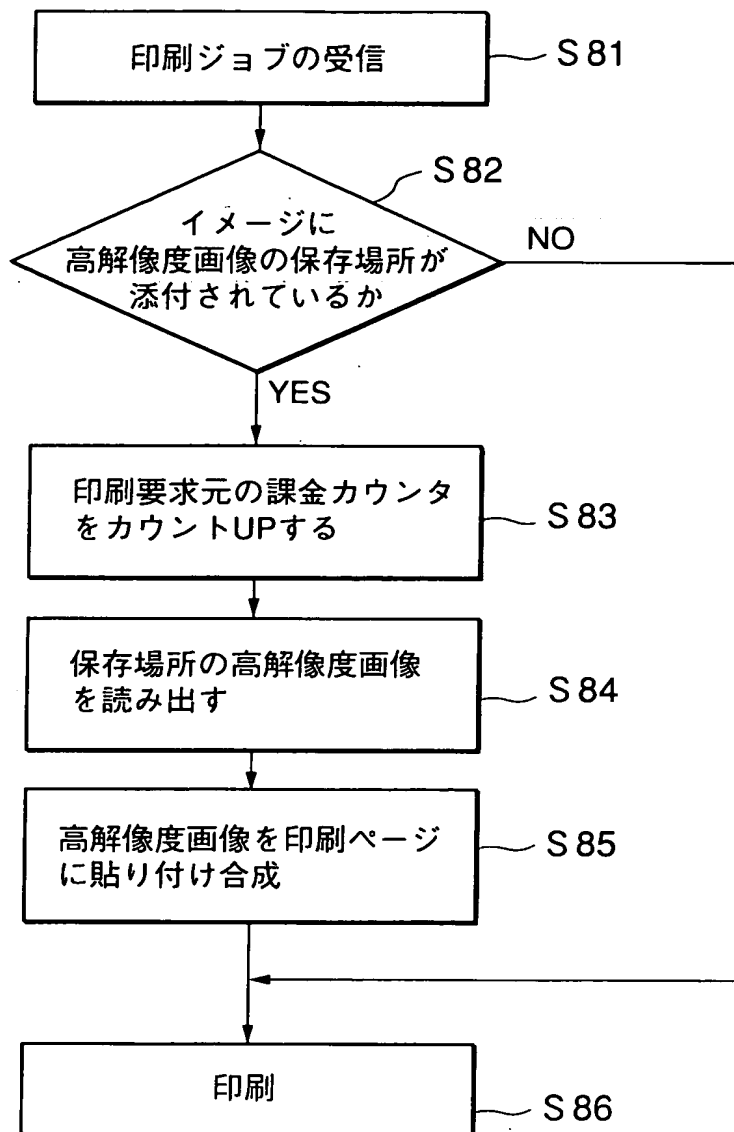 印刷ジョブの受信
S81
S82
イメージに
高解像度画像の保存場所が
添付されているか
NO
YES
印刷要求元の課金カウンタ
をカウントUPする
S83
保存場所の高解像度画像
を読み出す
S84
高解像度画像を印刷ページ
に貼り付け合成
S85
印刷
S86